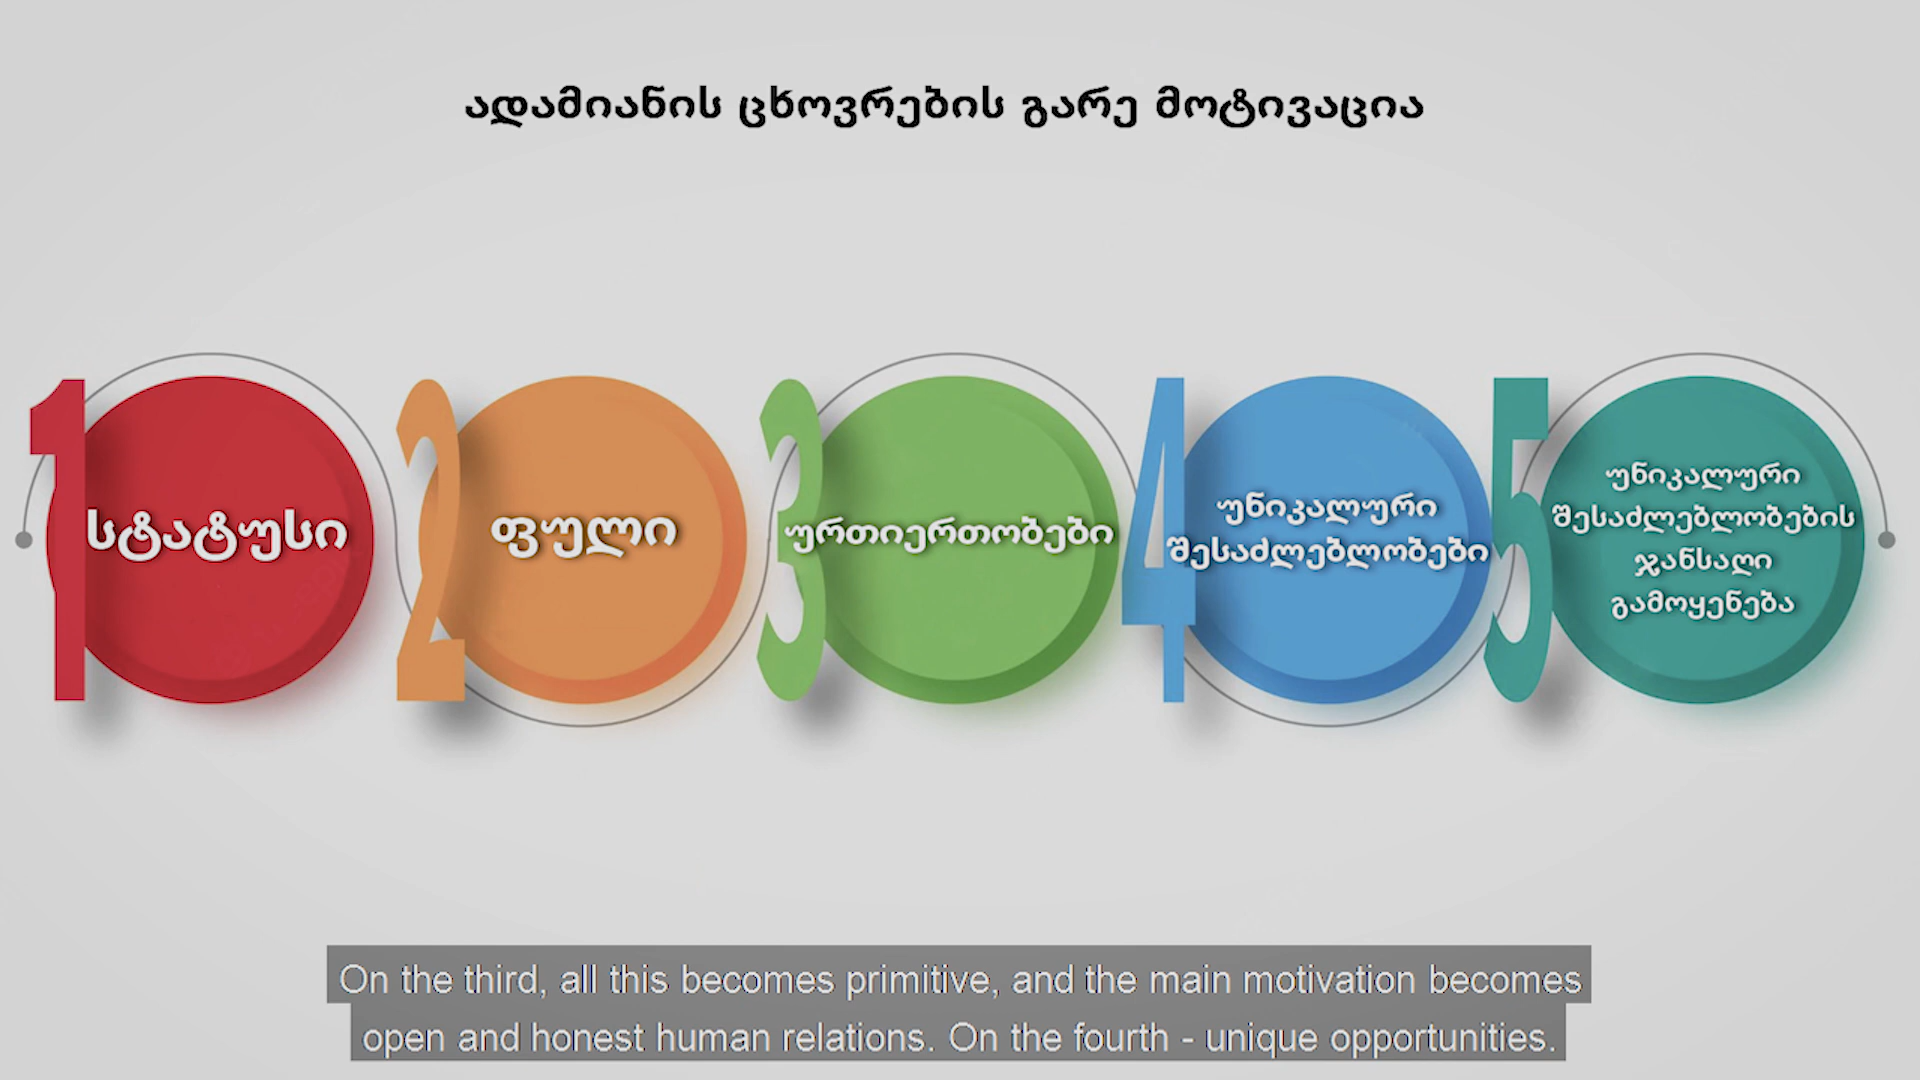 ადამიანის ცხოვრების გარე მოტივაცია
1
სტატუსი
2
ფული
3
ურთიერთობები
4
უნიკალური
შესაძლებლობები
5
უნიკალური
შესაძლებლობების
ჯანსაღი
გამოყენება
On the third, all this becomes primitive, and the main motivation becomes
open and honest human relations. On the fourth - unique opportunities.